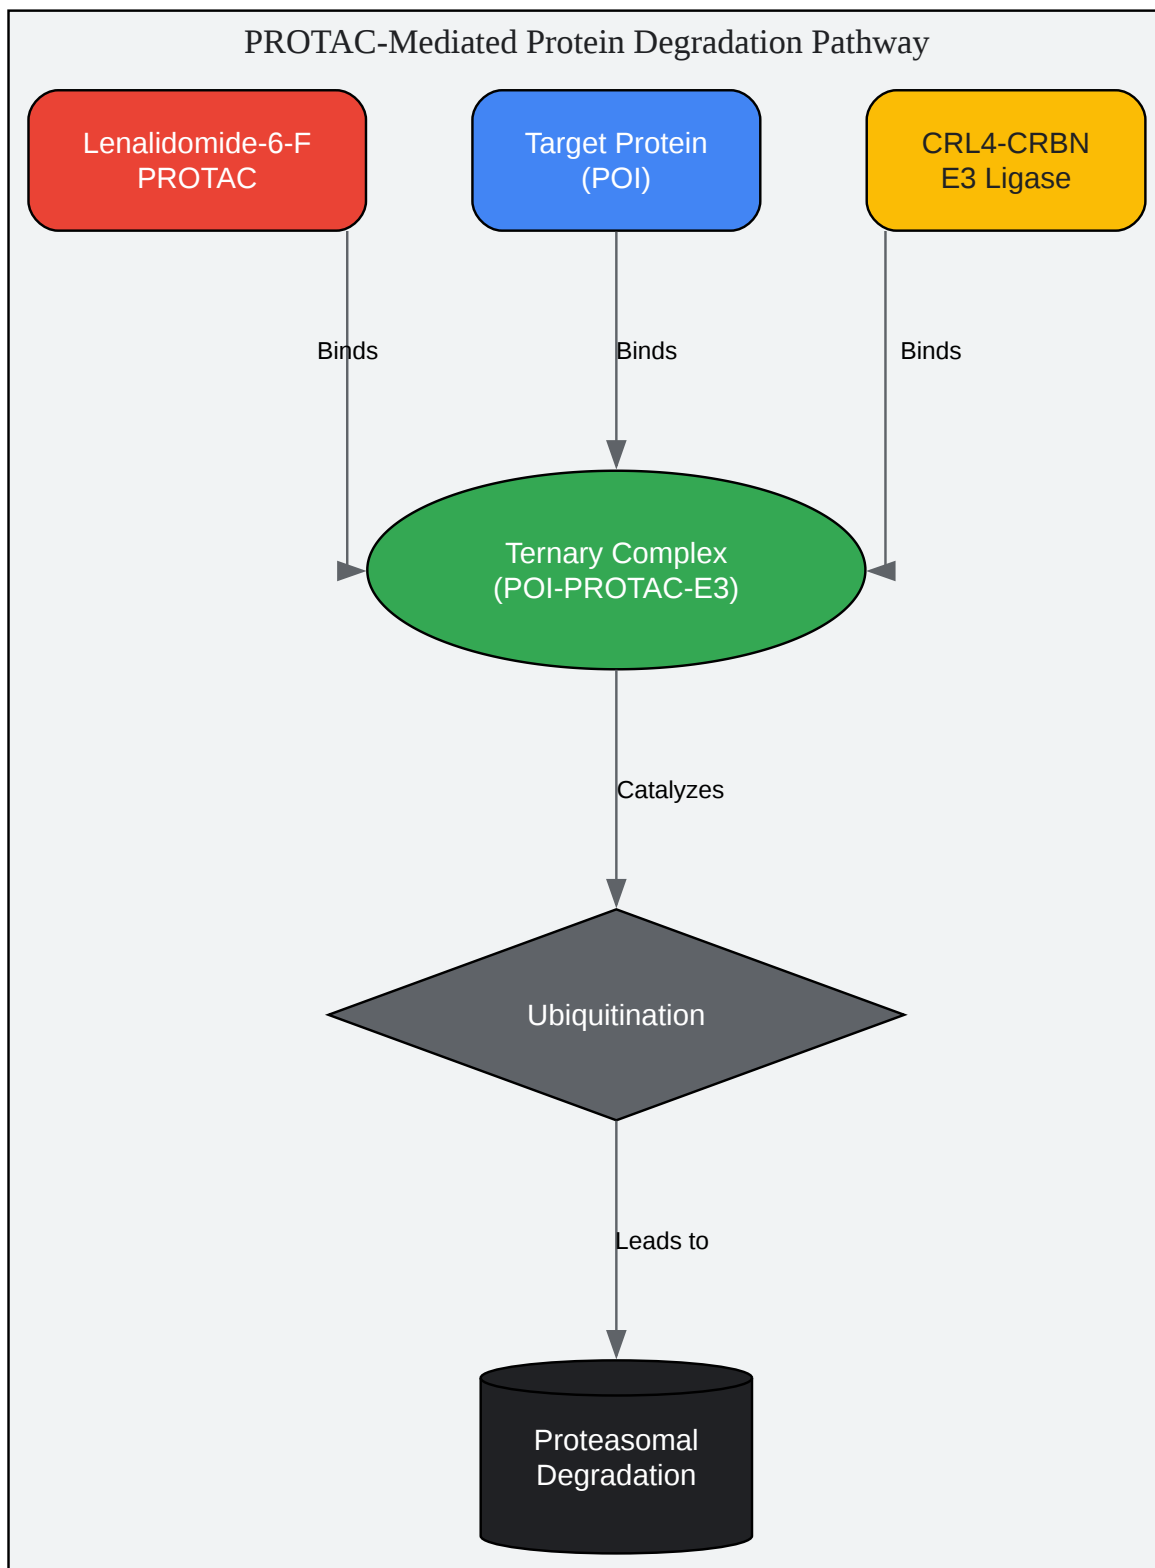 PROTAC-Mediated Protein Degradation Pathway
Lenalidomide-6-F
PROTAC
Target Protein
(POI)
CRL4-CRBN
E3 Ligase
Binds
Binds
Binds
Ternary Complex
(POI-PROTAC-E3)
Catalyzes
Ubiquitination
Leads to
Proteasomal
Degradation